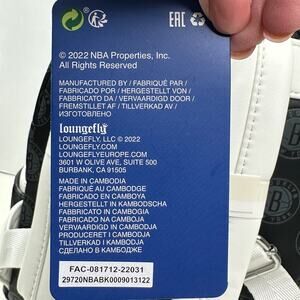 EAC
© 2022 NBA Properties, Inc.
All Rights Reserved
MANUFACTURED BY / FABRIQUÉ PAR /
FABRICADO POR / HERGESTELLT VON /
FABBRICATO DA / VERVAARDIGD DOOR /
FREMSTILLET AF / TILLVERKAD AV /
ИЗГОТОВЛЕНО
loungefly
LOUNGEFLY, LLC © 2022
LOUNGEFLY.COM
LOUNGEFLYEUROPE.COM
3601 W OLIVE AVE, SUITE 500
BURBANK, CA 91505
MADE IN CAMBODIA
FABRIQUÉ AU CAMBODGE
FABRICADO EN CAMBOYA
HERGESTELLT IN KAMBODSCHA
FABBRICATO IN CAMBOGIA
VERVAARDIGD IN CAMBODJA
PRODUCERET I CAMBODJA
TILLVERKAD I KAMBODJA
СДЕЛАНО В КАМБОДЖЕ
FAC-081712-22031
29720NBABK0009013122